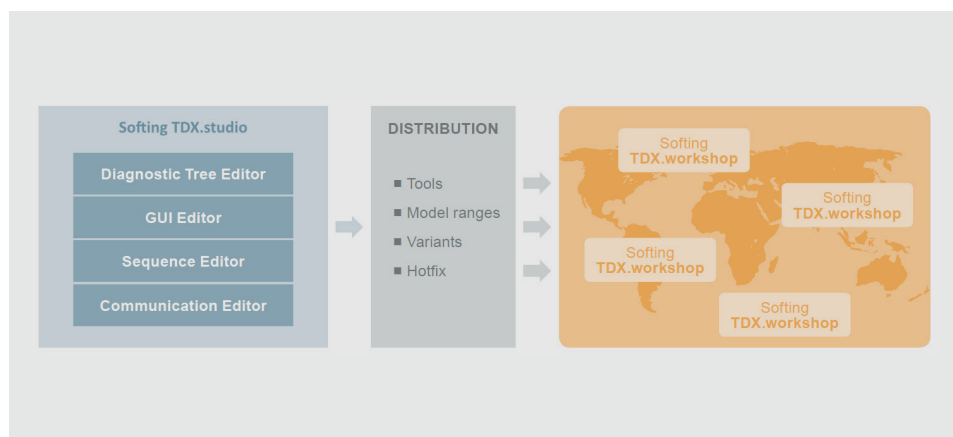 Softing TDX.studio
Diagnostic Tree Editor
GUI Editor
Sequence Editor
Communication Editor
DISTRIBUTION
■ Tools
■ Model ranges
■ Variants
■ Hotfix
Softing
TDX.workshop
Softing
TDX.workshop
Softing
TDX.workshop
Softing
TDX.workshop